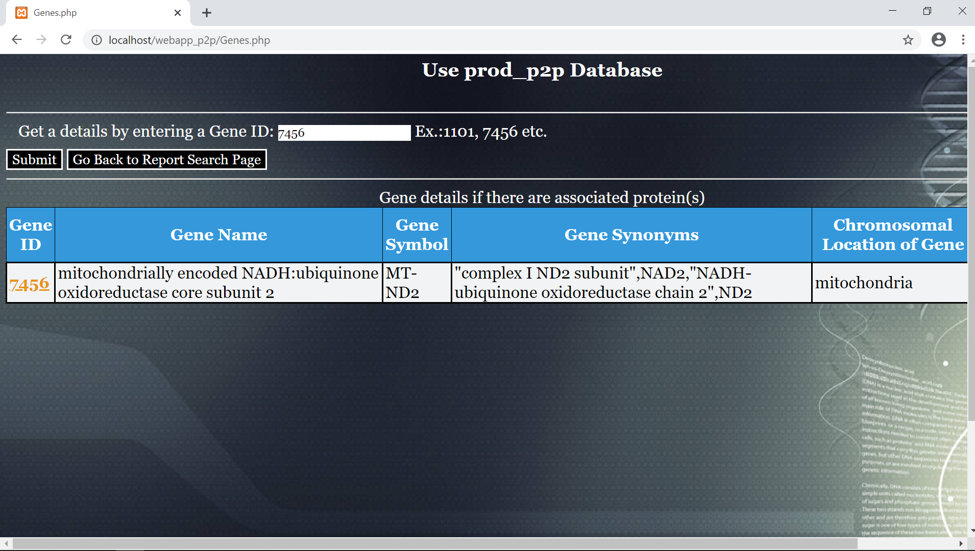 Genes.php
localhost/webapp_p2p/Genes.php
Use prod_p2p Database
Get a details by entering a Gene ID: 7456 Ex.:1101, 7456 etc.
Submit Go Back to Report Search Page
Gene details if there are associated protein(s)
Gene ID Gene Name Gene Symbol Gene Synonyms Chromosomal Location of Gene
7456 mitochondrially encoded NADH:ubiquinone oxidoreductase core subunit 2 MT-ND2 "complex I ND2 subunit",NAD2,"NADH-ubiquinone oxidoreductase chain 2",ND2 mitochondria